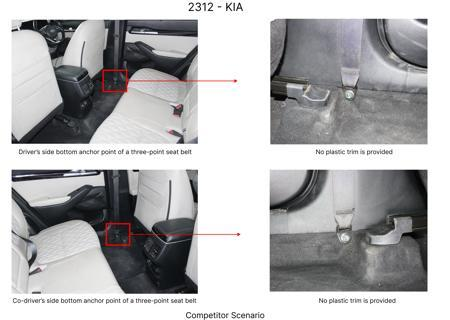 2312 - KIA
Driver's side bottom anchor point of a three-point seat belt
No plastic trim is provided
Co-driver's side bottom anchor point of a three-point seat belt
No plastic trim is provided
Competitor Scenario